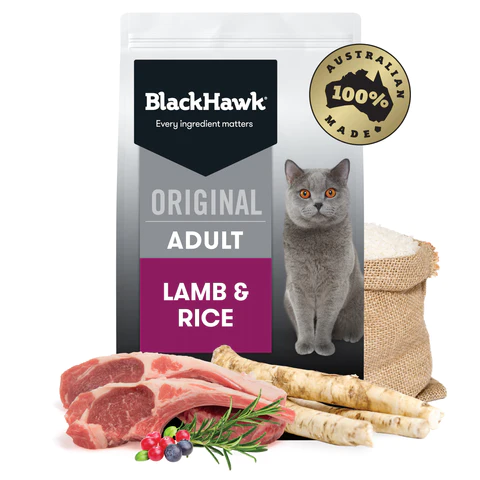 BlackHawk®
Every ingredient matters
ORIGINAL
ADULT
LAMB &
RICE
AUSTRALIAN
100%
MADE